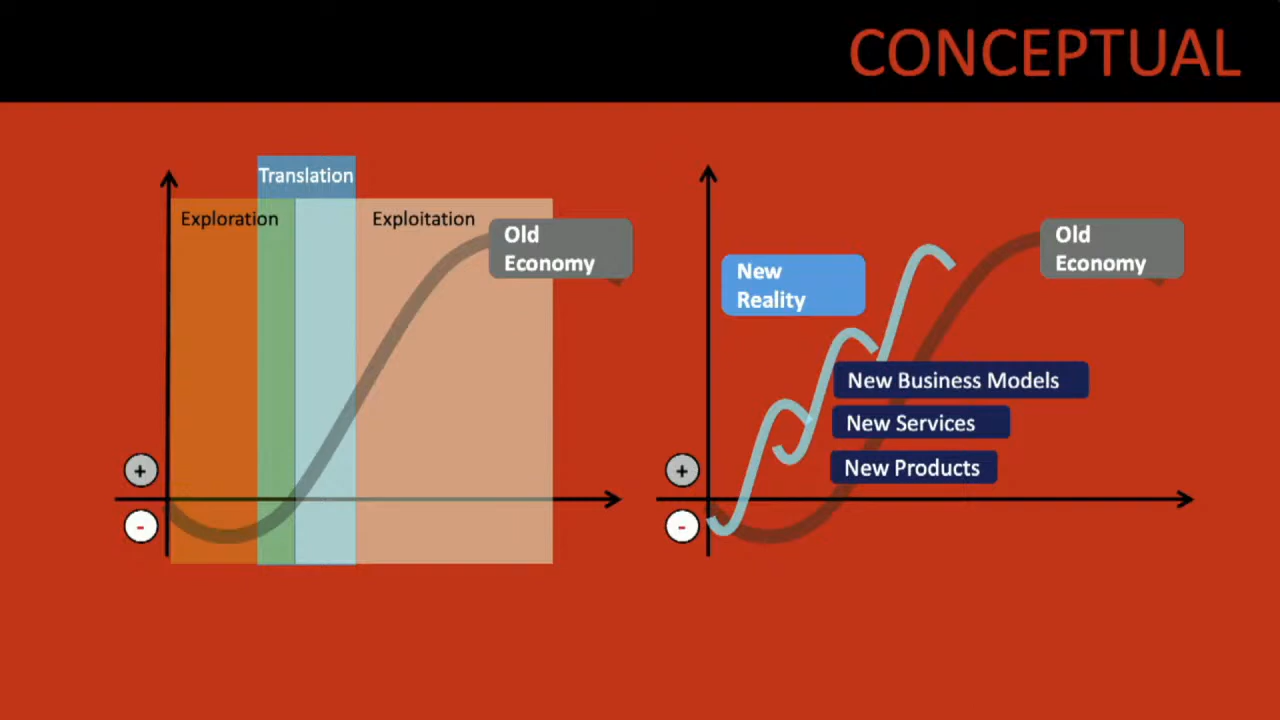 CONCEPTUAL
Translation
Exploration
Exploitation
Old
Economy
+
-
New
Reality
Old
Economy
New Business Models
New Services
New Products
+
-